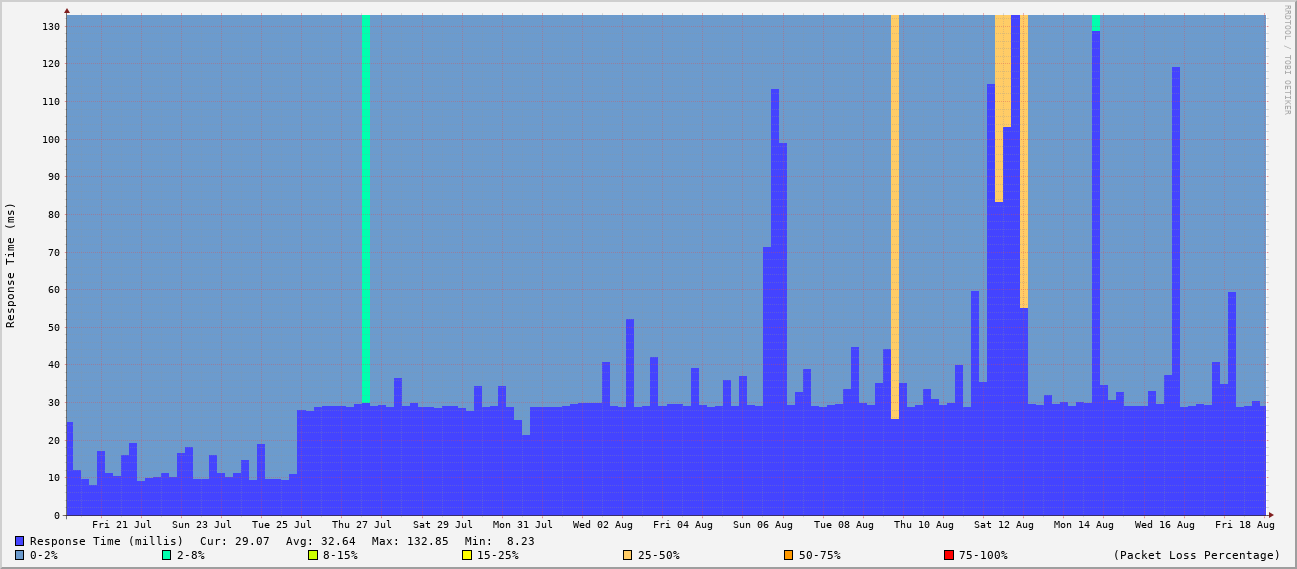 RRDTOOL / TOBI OETIKER
Response Time (ms)
130
120
110
100
90
80
70
60
50
40
30
20
10
0
Fri 21 Jul Sun 23 Jul Tue 25 Jul Thu 27 Jul Sat 29 Jul Mon 31 Jul Wed 02 Aug Fri 04 Aug Sun 06 Aug Tue 08 Aug Thu 10 Aug Sat 12 Aug Mon 14 Aug Wed 16 Aug Fri 18 Aug
Response Time (millis) Cur: 29.07 Avg: 32.64 Max: 132.85 Min: 8.23
0-2% 2-8% 8-15% 15-25% 25-50% 50-75% 75-100% (Packet Loss Percentage)